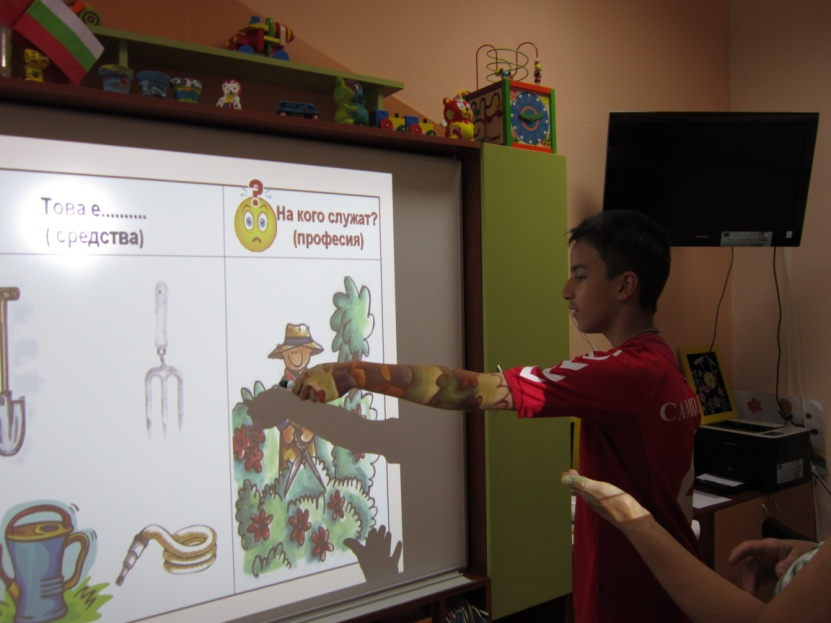 Това е..........
( средства)
На кого служат?
(професия)